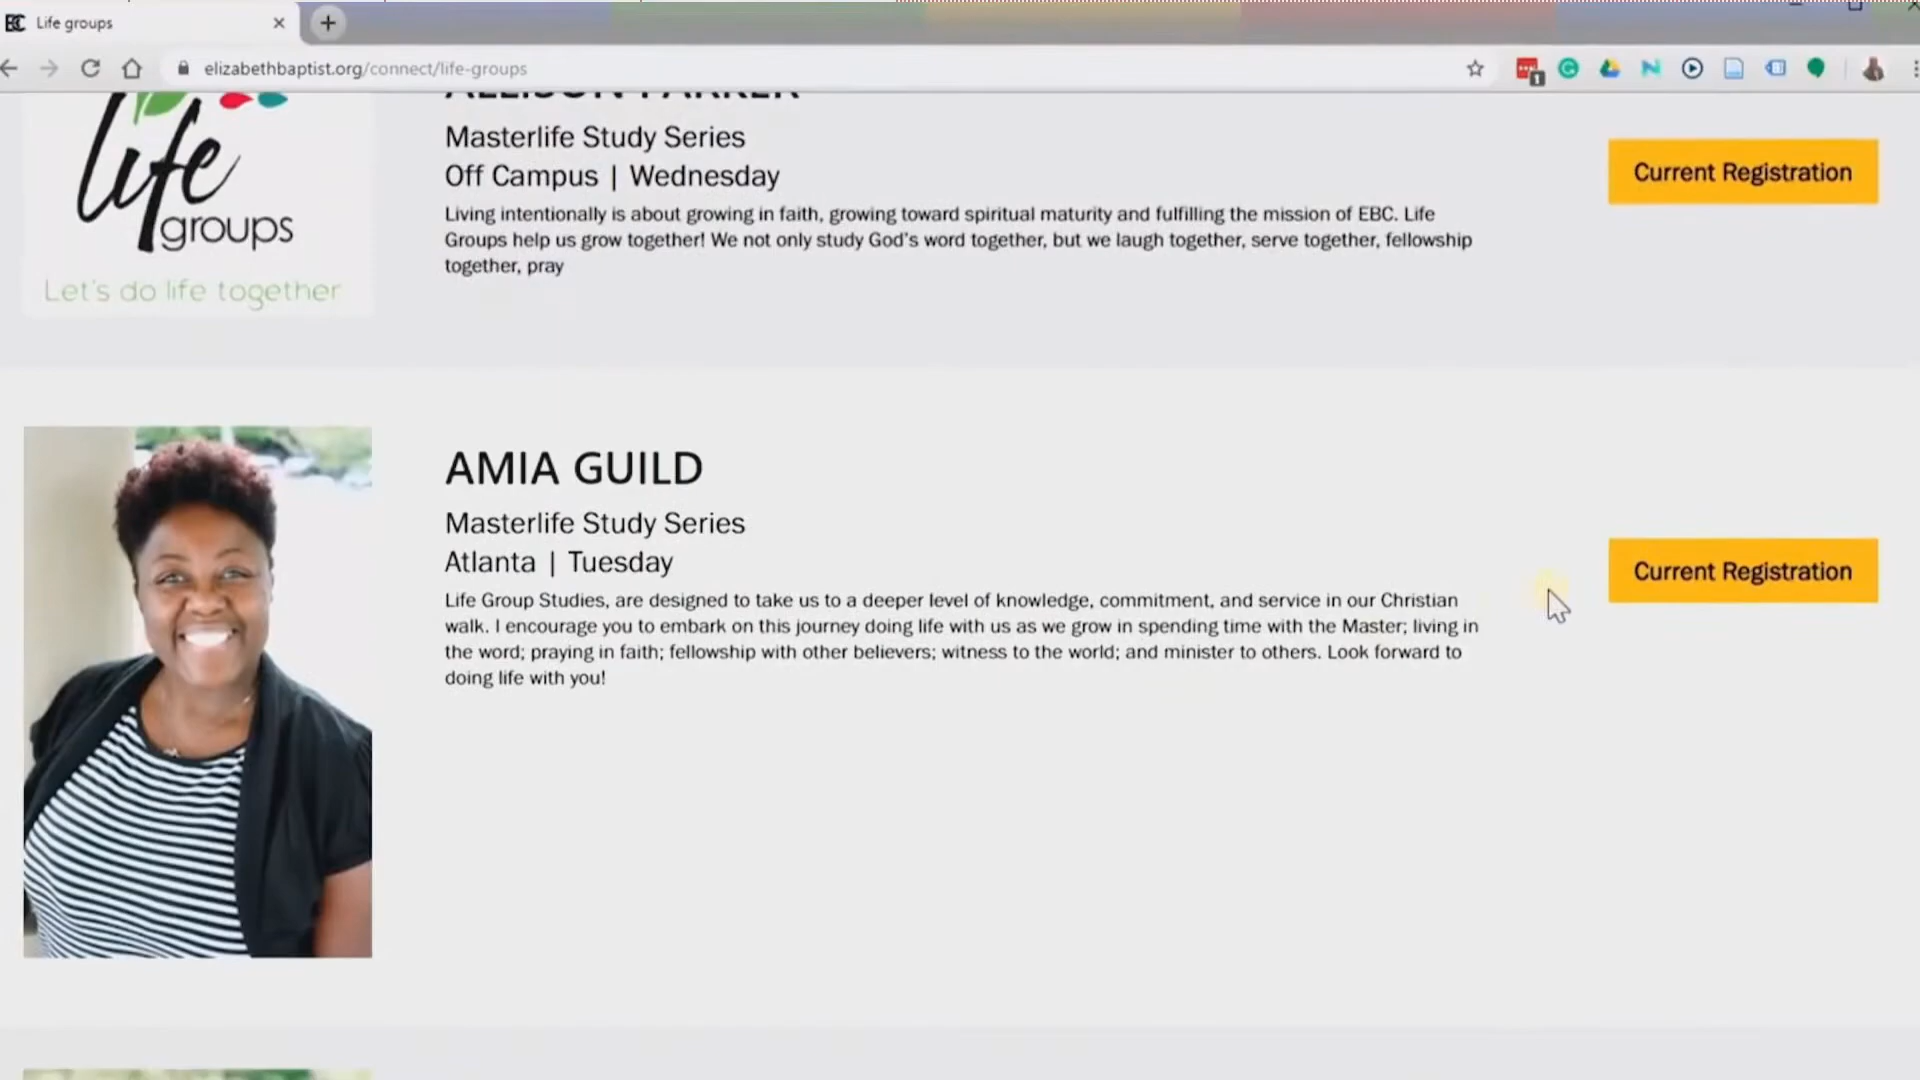 Life groups
elizabethbaptist.org/connect/life-groups
1
ALLISON PARKER
life
groups
Let's do life together
Masterlife Study Series
Off Campus | Wednesday
Living intentionally is about growing in faith, growing toward spiritual maturity and fulfilling the mission of EBC. Life
Groups help us grow together! We not only study God's word together, but we laugh together, serve together, fellowship
together, pray
Current Registration
AMIA GUILD
Masterlife Study Series
Atlanta | Tuesday
Life Group Studies, are designed to take us to a deeper level of knowledge, commitment, and service in our Christian
walk. I encourage you to embark on this journey doing life with us as we grow in spending time with the Master; living in
the word; praying in faith; fellowship with other believers; witness to the world; and minister to others. Look forward to
doing life with you!
Current Registration